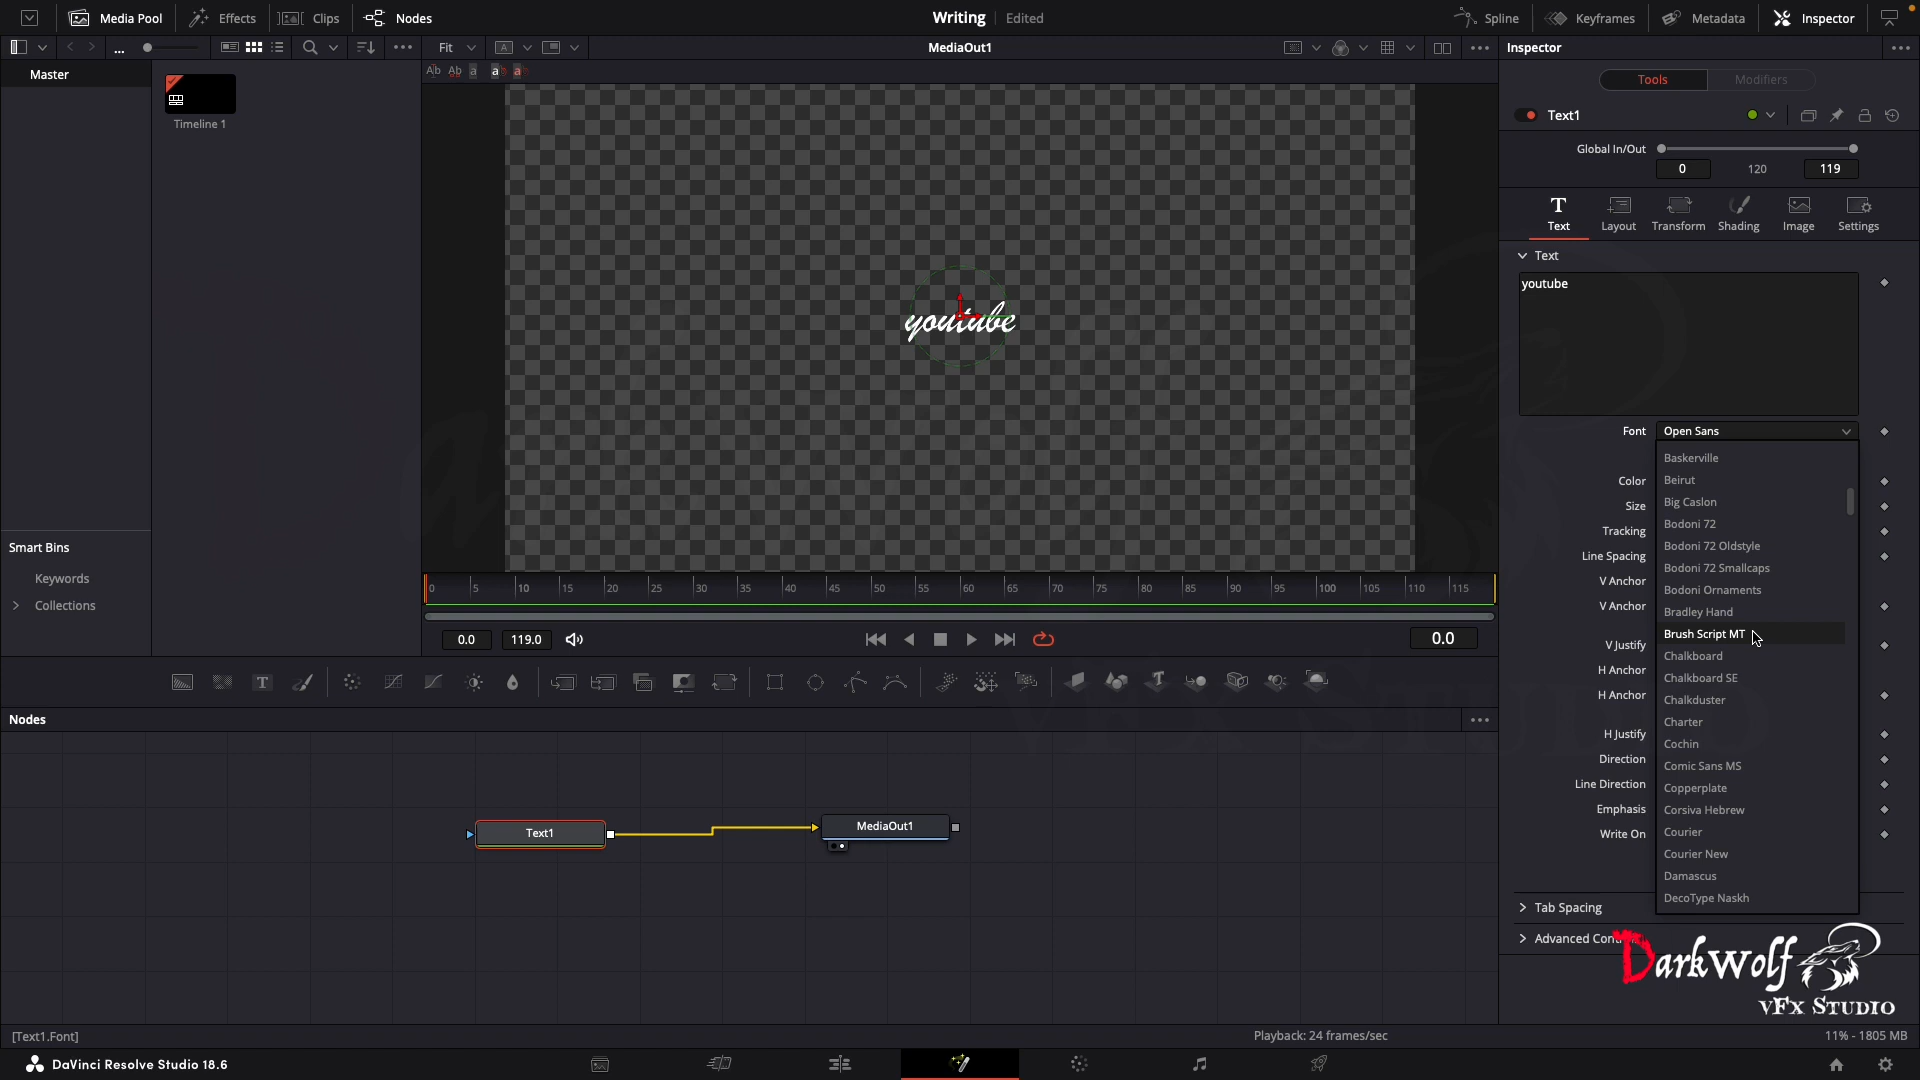 Media Pool
Effects
Clips
Nodes
Writing
Edited
Spline
Keyframes
Metadata
Inspector
...
Fit
MediaOut1
Inspector
Master
Timeline 1
Tools
Modifiers
Text1
Global In/Out
0
120
119
Text
Layout
Transform
Shading
Image
Settings
Text
youtube
youtube
Font
Open Sans
Baskerville
Color
Beirut
Size
Big Caslon
Tracking
Bodoni 72
Line Spacing
Bodoni 72 Oldstyle
V Anchor
Bodoni 72 Smallcaps
Bodoni Ornaments
V Anchor
Bradley Hand
Brush Script MT
V Justify
Chalkboard
H Anchor
Chalkboard SE
H Anchor
Chalkduster
Charter
H Justify
Cochin
Direction
Comic Sans MS
Line Direction
Copperplate
Emphasis
Corsiva Hebrew
Write On
Courier
Courier New
Damascus
DecoType Naskh
Tab Spacing
Smart Bins
Keywords
Collections
0 5 10 15 20 25 30 35 40 45 50 55 60 65 70 75 80 85 90 95 100 105 110 115
0.0
119.0
0.0
Nodes
Text1
MediaOut1
DarkWolf
vFx Studio
[Text1.Font]
Playback: 24 frames/sec
11% - 1805 MB
DaVinci Resolve Studio 18.6